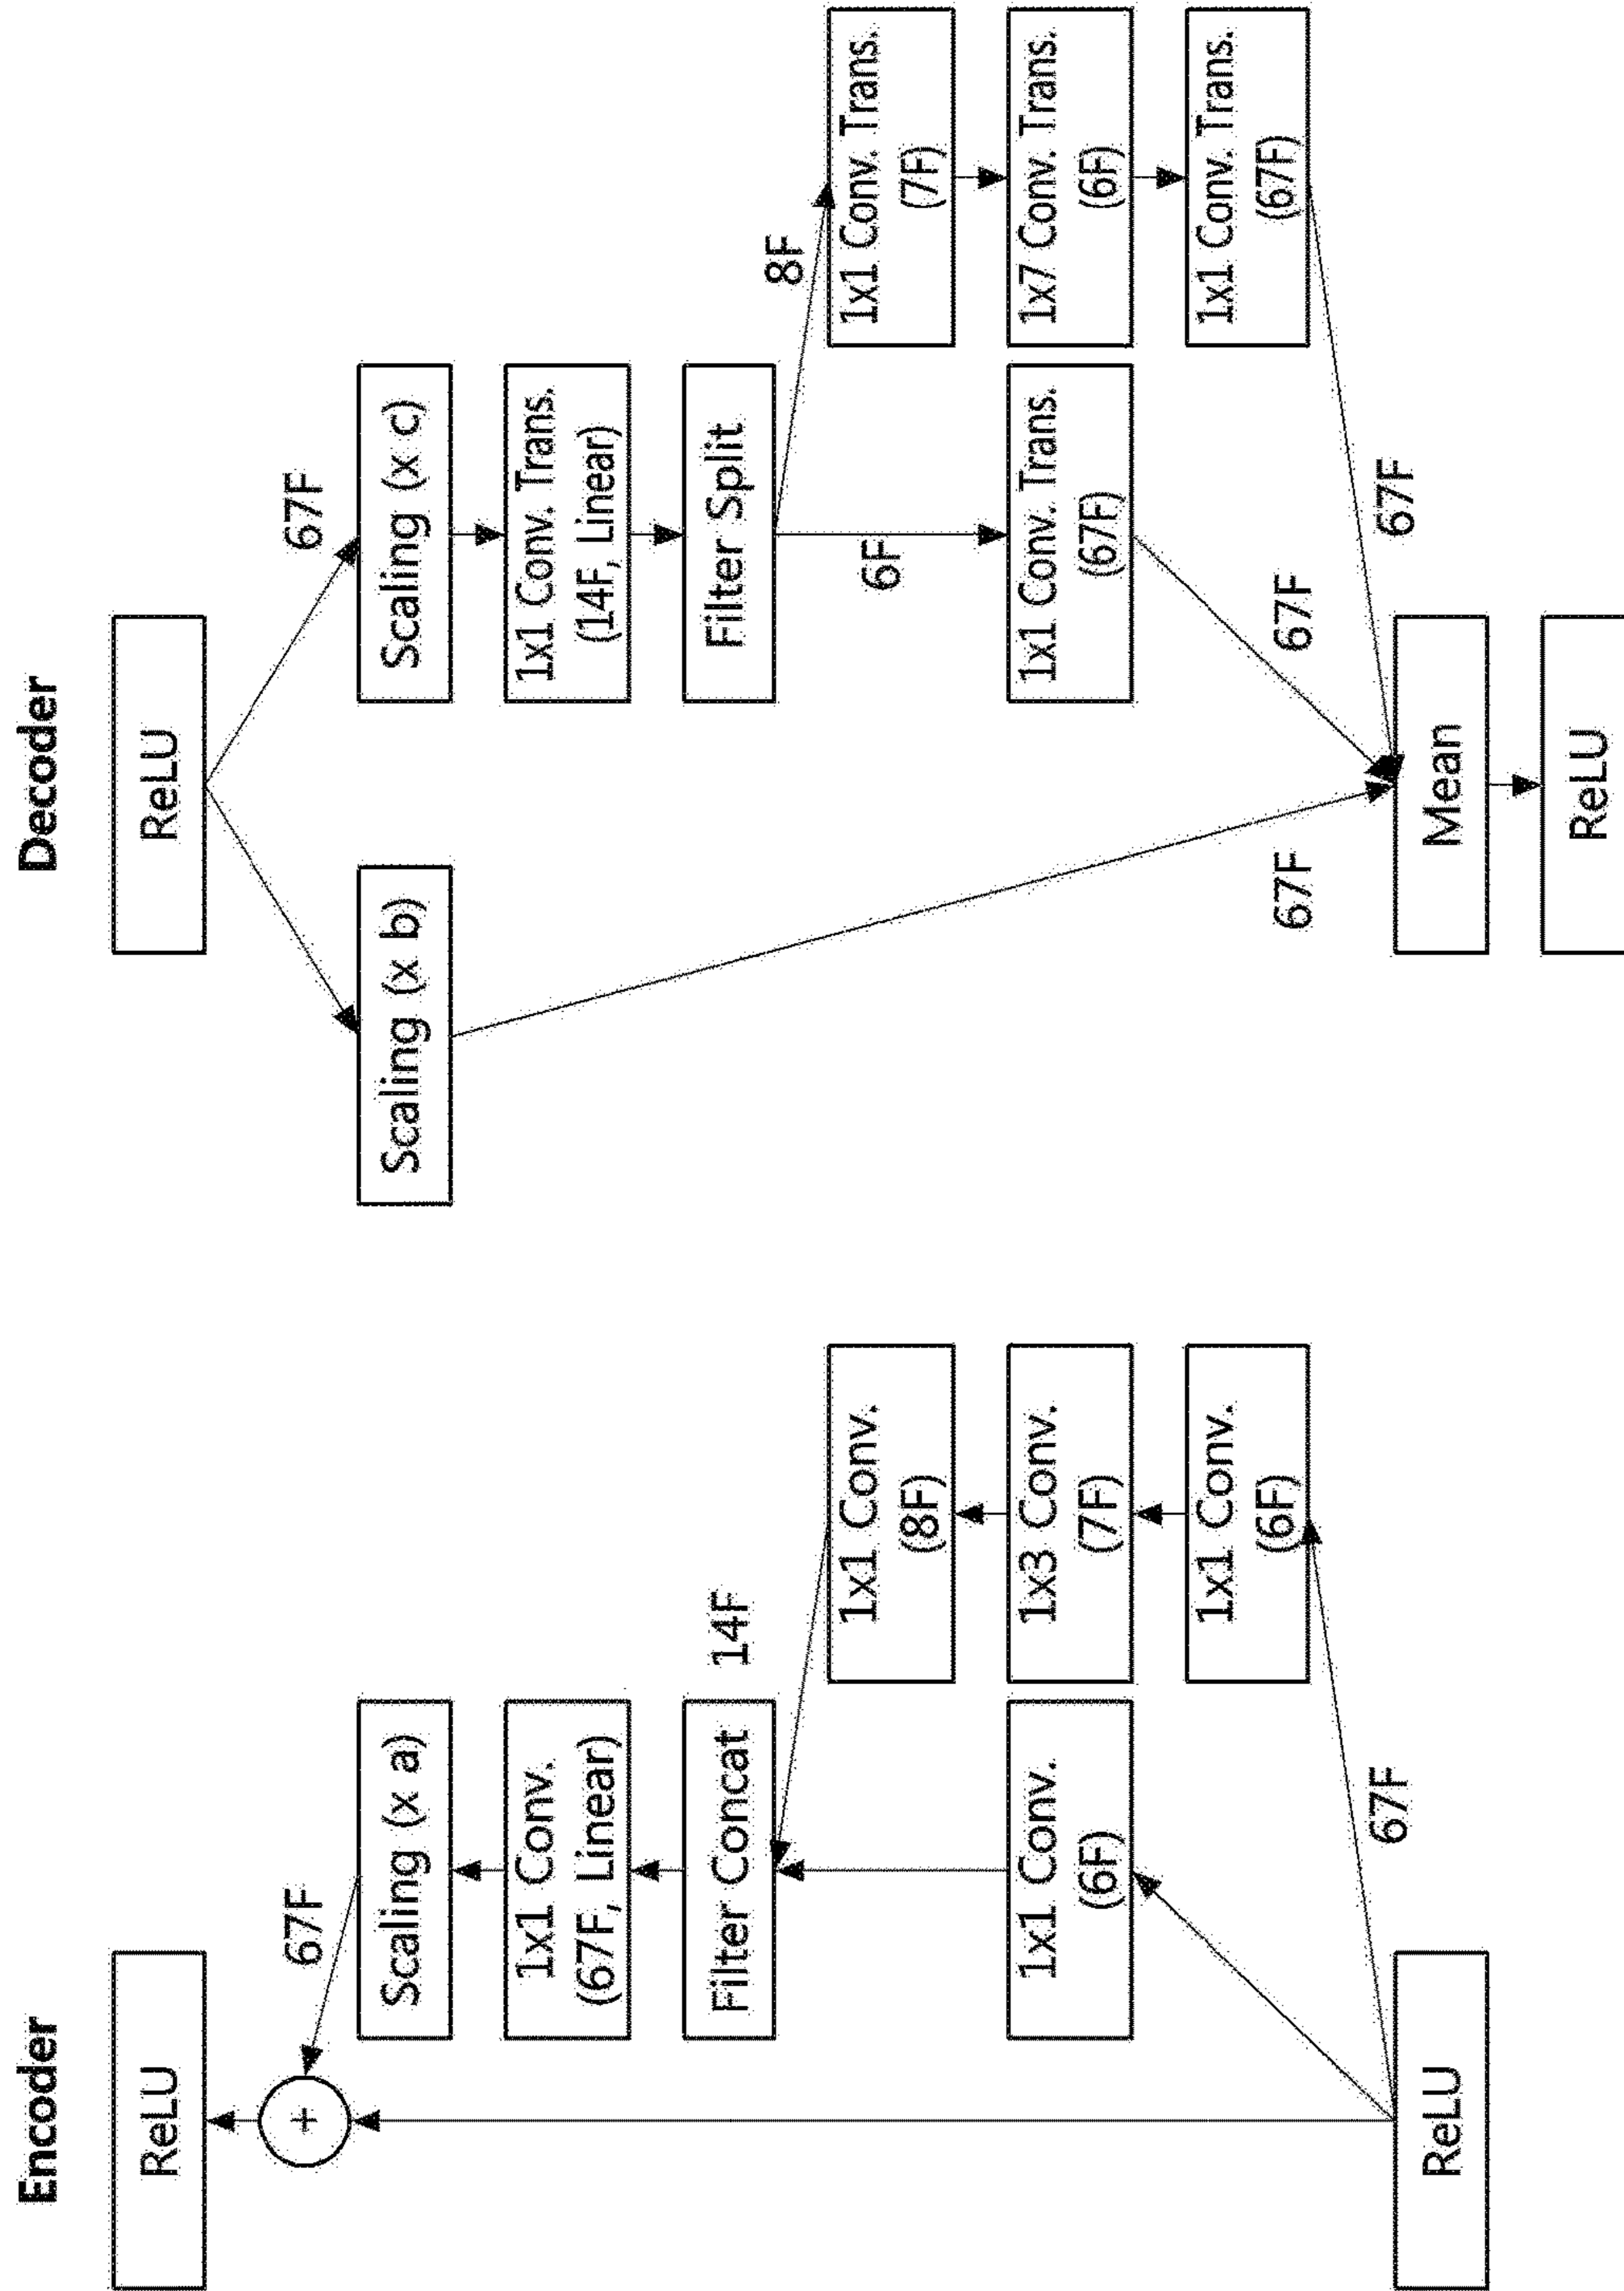 Encoder
ReLU
+
67F
Scaling (x a)
1x1 Conv.
(67F, Linear)
Filter Concat
14F
1x1 Conv.
(8F)
1x3 Conv.
(7F)
1x1 Conv.
(6F)
1x1 Conv.
(6F)
67F
ReLU
Decoder
ReLU
67F
Scaling (x b)
Scaling (x c)
1x1 Conv. Trans.
(14F, Linear)
Filter Split
8F
6F
1x1 Conv. Trans.
(7F)
1x7 Conv. Trans.
(6F)
1x1 Conv. Trans.
(67F)
1x1 Conv. Trans.
(67F)
67F
67F
67F
Mean
ReLU